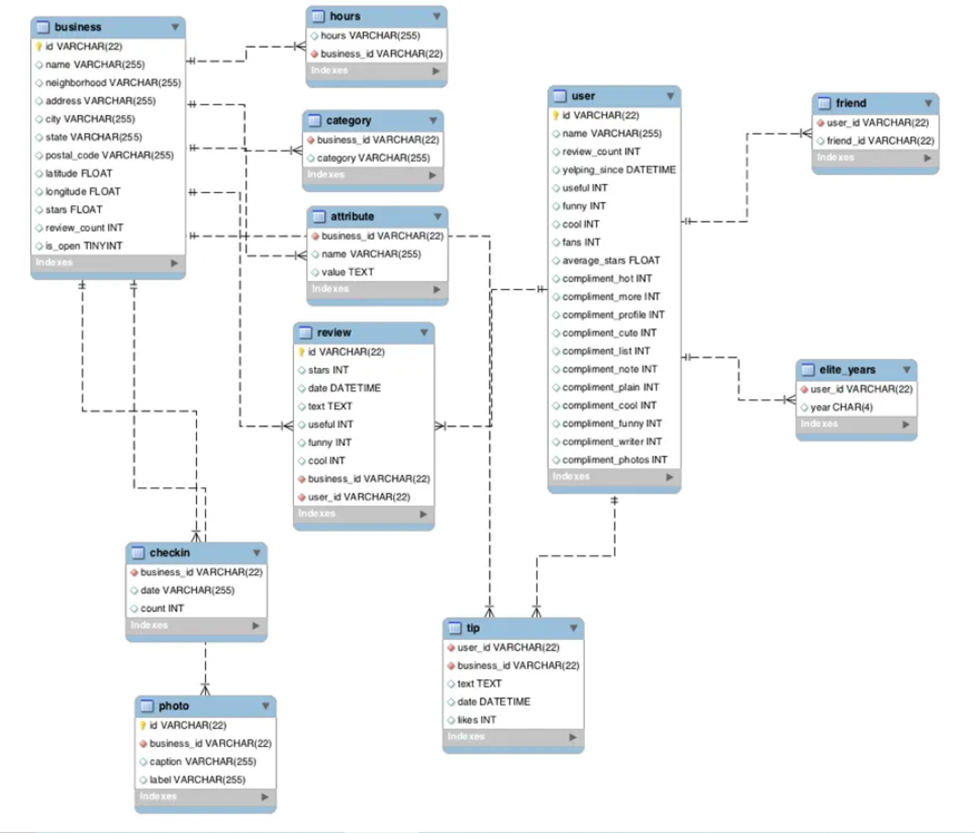 business
id VARCHAR(22)
name VARCHAR(255)
neighborhood VARCHAR(255)
address VARCHAR(255)
city VARCHAR(255)
state VARCHAR(255)
postal_code VARCHAR(255)
latitude FLOAT
longitude FLOAT
stars FLOAT
review_count INT
is_open TINYINT
Indexes
hours
hours VARCHAR(255)
business_id VARCHAR(22)
Indexes
category
business_id VARCHAR(22)
category VARCHAR(255)
Indexes
attribute
business_id VARCHAR(22)
name VARCHAR(255)
value TEXT
Indexes
review
id VARCHAR(22)
stars INT
date DATETIME
text TEXT
useful INT
funny INT
cool INT
business_id VARCHAR(22)
user_id VARCHAR(22)
Indexes
user
id VARCHAR(22)
name VARCHAR(255)
review_count INT
yelping_since DATETIME
useful INT
funny INT
cool INT
fans INT
average_stars FLOAT
compliment_hot INT
compliment_more INT
compliment_profile INT
compliment_cute INT
compliment_list INT
compliment_note INT
compliment_plain INT
compliment_cool INT
compliment_funny INT
compliment_writer INT
compliment_photos INT
Indexes
friend
user_id VARCHAR(22)
friend_id VARCHAR(22)
Indexes
elite_years
user_id VARCHAR(22)
year CHAR(4)
Indexes
checkin
business_id VARCHAR(22)
date VARCHAR(255)
count INT
Indexes
tip
user_id VARCHAR(22)
business_id VARCHAR(22)
text TEXT
date DATETIME
likes INT
Indexes
photo
id VARCHAR(22)
business_id VARCHAR(22)
caption VARCHAR(255)
label VARCHAR(255)
Indexes